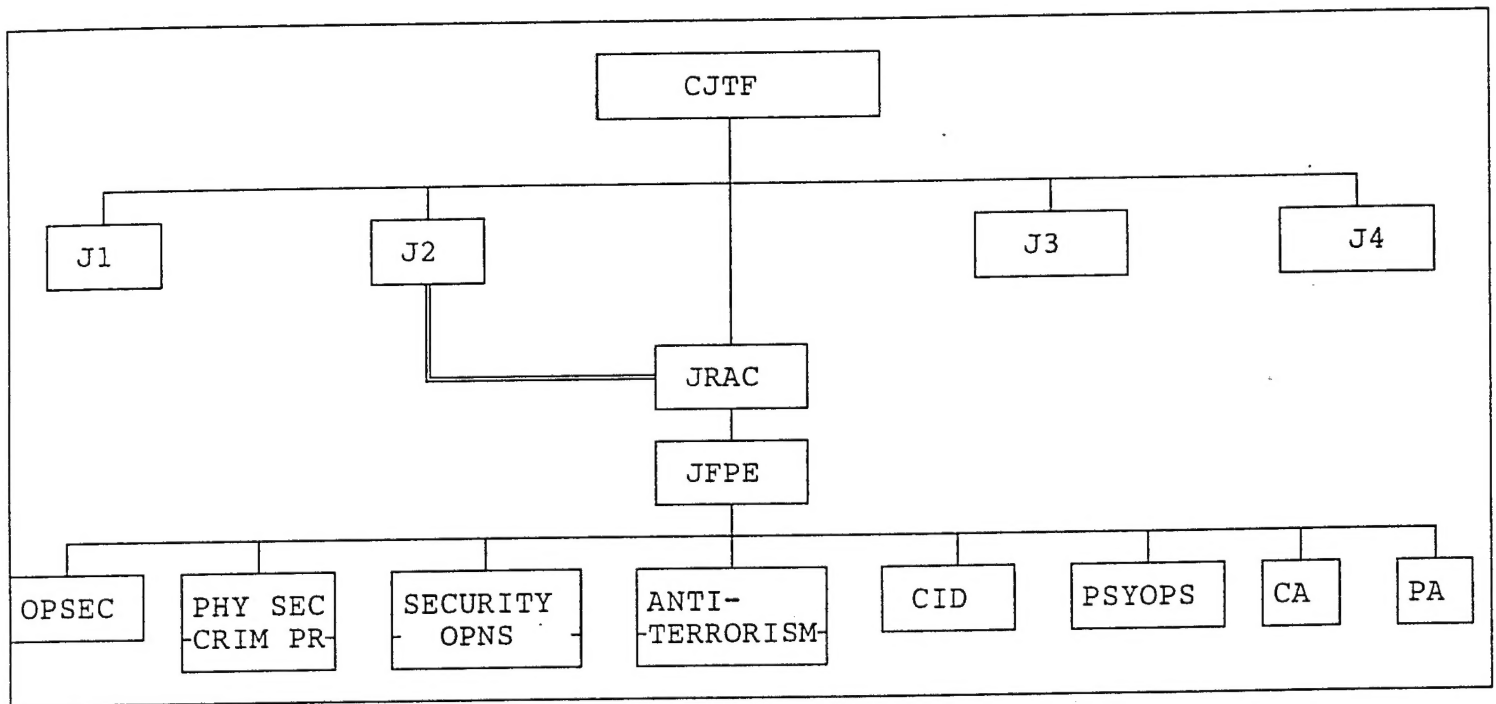 CJTF
J1
J2
J3
J4
JRAC
JFPE
OPSEC
PHY SEC
CRIM PR
SECURITY
OPNS
ANTI-
TERRORISM
CID
PSYOPS
CA
PA